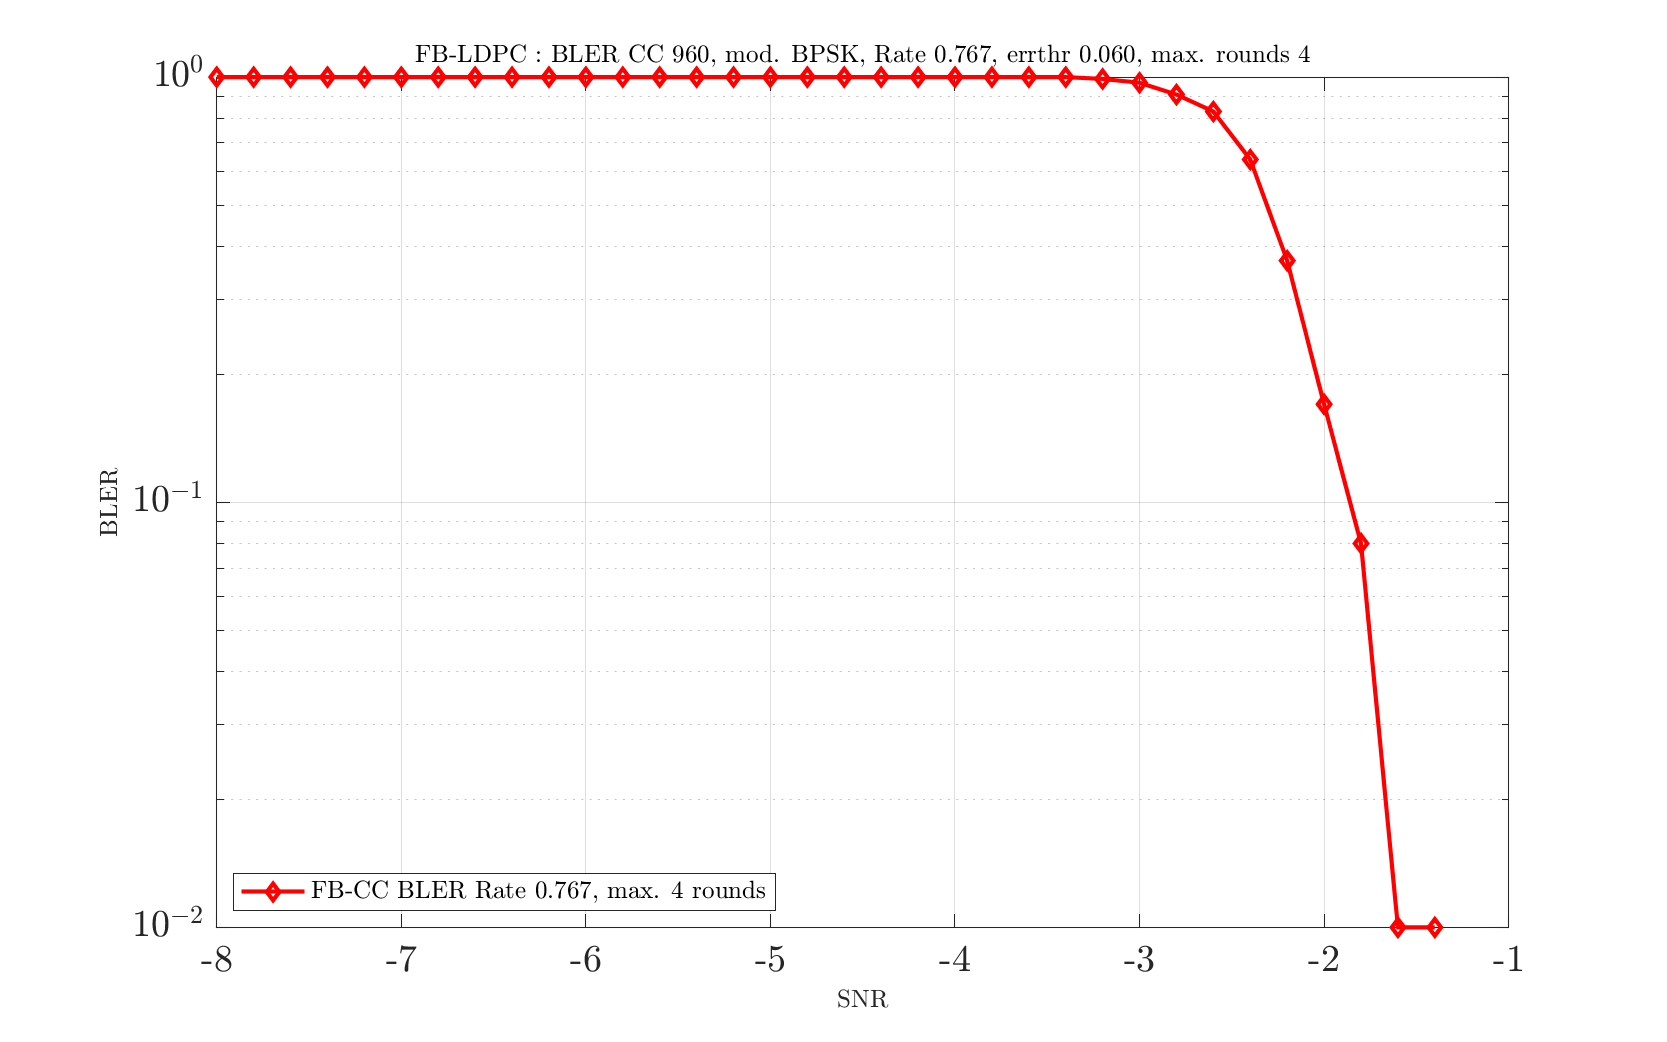 FB-LDPC : BLER CC 960, mod. BPSK, Rate 0.767, errthr 0.060, max. rounds 4
10^0
10^{-1}
10^{-2}
BLER
FB-CC BLER Rate 0.767, max. 4 rounds
-8 -7 -6 -5 -4 -3 -2 -1
SNR